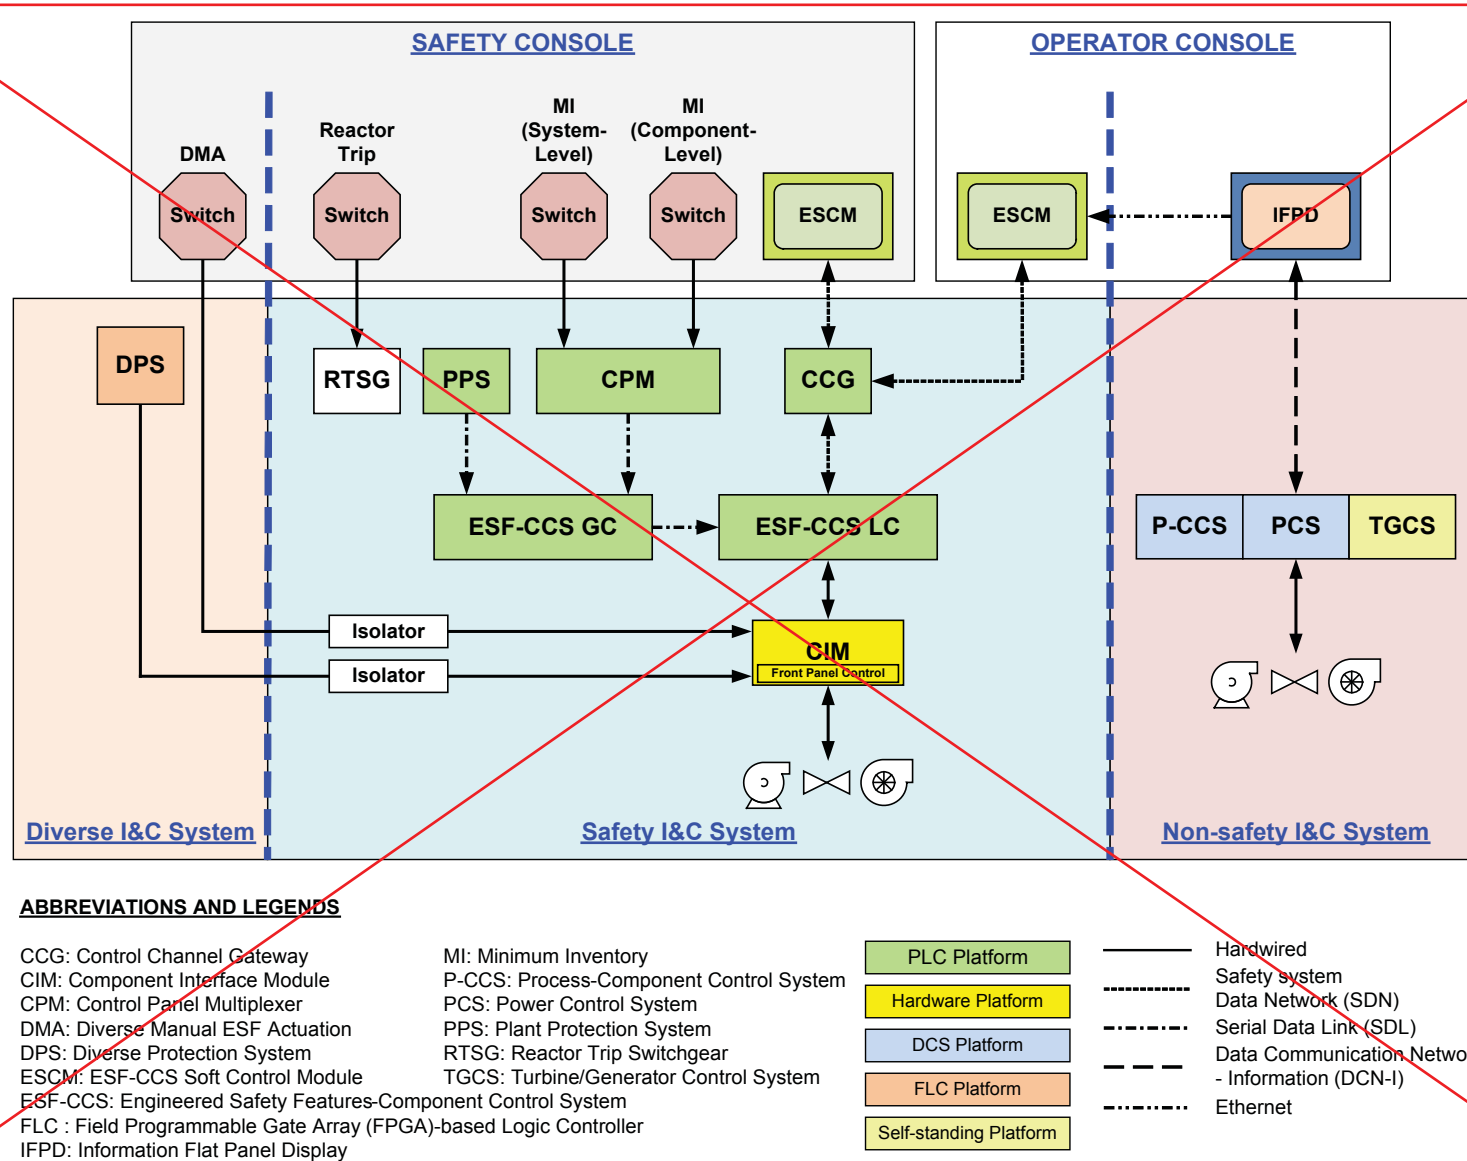 SAFETY CONSOLE
OPERATOR CONSOLE
DMA
Reactor
Trip
MI
(System-
Level)
MI
(Component-
Level)
Switch
Switch
Switch
Switch
ESCM
ESCM
IFPD
DPS
RTSG
PPS
CPM
CCG
ESF-CCS GC
ESF-CCS LC
P-CCS
PCS
TGCS
Isolator
Isolator
CIM
Front Panel Control
Diverse I&C System
Safety I&C System
Non-safety I&C System
ABBREVIATIONS AND LEGENDS
CCG: Control Channel Gateway
CIM: Component Interface Module
CPM: Control Panel Multiplexer
DMA: Diverse Manual ESF Actuation
DPS: Diverse Protection System
ESCM: ESF-CCS Soft Control Module
ESF-CCS: Engineered Safety Features-Component Control System
FLC : Field Programmable Gate Array (FPGA)-based Logic Controller
IFPD: Information Flat Panel Display
MI: Minimum Inventory
P-CCS: Process-Component Control System
PCS: Power Control System
PPS: Plant Protection System
RTSG: Reactor Trip Switchgear
TGCS: Turbine/Generator Control System
PLC Platform
Hardware Platform
DCS Platform
FLC Platform
Self-standing Platform
Hardwired
Safety system
Data Network (SDN)
Serial Data Link (SDL)
Data Communication Netwo
- Information (DCN-I)
Ethernet